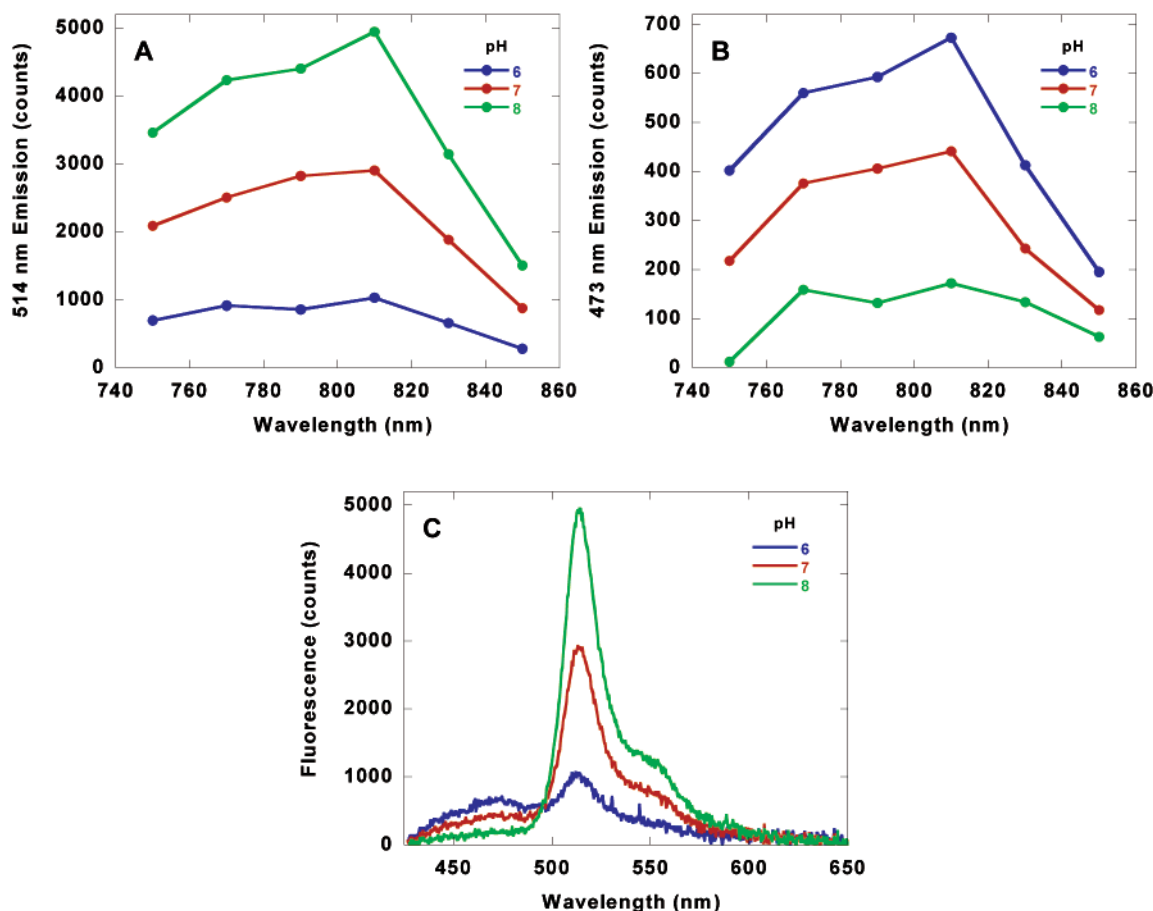 A
pH
6
7
8
514 nm Emission (counts)
5000
4000
3000
2000
1000
0
740 760 780 800 820 840 860
Wavelength (nm)
B
pH
6
7
8
473 nm Emission (counts)
700
600
500
400
300
200
100
0
740 760 780 800 820 840 860
Wavelength (nm)
C
pH
6
7
8
Fluorescence (counts)
5000
4000
3000
2000
1000
0
450 500 550 600 650
Wavelength (nm)